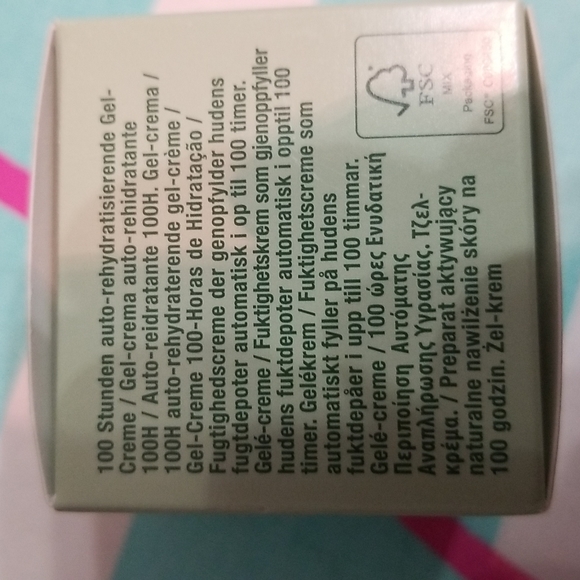 100 Stunden auto-rehydratisierende Gel-
Creme / Gel-crema auto-rehidratante
100H / Auto-reidratante 100H. Gel-crema /
100H auto-rehydraterende gel-crème /
Gel-Creme 100-Horas de Hidratação /
Fugtighedscreme der genopfylder hudens
fugtdepoter automatisk i op til 100 timer.
Gelé-creme / Fuktighetskrem som gjenoppfyller
hudens fuktdepoter automatisk i opptil 100
timer. Gelékrem / Fuktighetscreme som
automatiskt fyller på hudens
fuktdepåer i upp till 100 timmar.
Gelé-creme / 100 ώρες Ενυδατική
Περιποίηση Αυτόματης
Αναπλήρωσης Υγρασίας. Τζελ-
κρέμα. / Preparat aktywujący
naturalne nawilżenie skóry na
100 godzin. Żel-krem
FSC
MIX
Packaging
FSC®